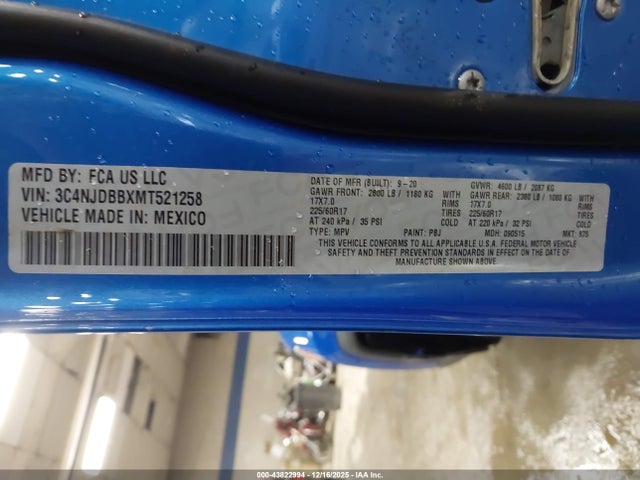 MFD BY: FCA US LLC
VIN: 3C4NJDBBXMT521258
VEHICLE MADE IN: MEXICO
DATE OF MFR (BUILT): 9-20
GAWR FRONT: 2600 LB / 1180 KG WITH
17X7.0 RIMS
225/60R17 TIRES
AT 240 kPa / 35 PSI COLD
TYPE: MPV PAINT: PBJ
GVWR: 4600 LB / 2087 KG
GAWR REAR: 2380 LB / 1080 KG WITH
17X7.0 RIMS
225/60R17 TIRES
AT 220 kPa / 32 PSI COLD
MDH: 090515 MKT:
THIS VEHICLE CONFORMS TO ALL APPLICABLE U.S.A. FEDERAL MOTOR VEHICLE
SAFETY AND THEFT PREVENTION STANDARDS IN EFFECT ON THE DATE OF
MANUFACTURE SHOWN ABOVE.
000-43822994 - 12/16/2025 - IAA Inc.